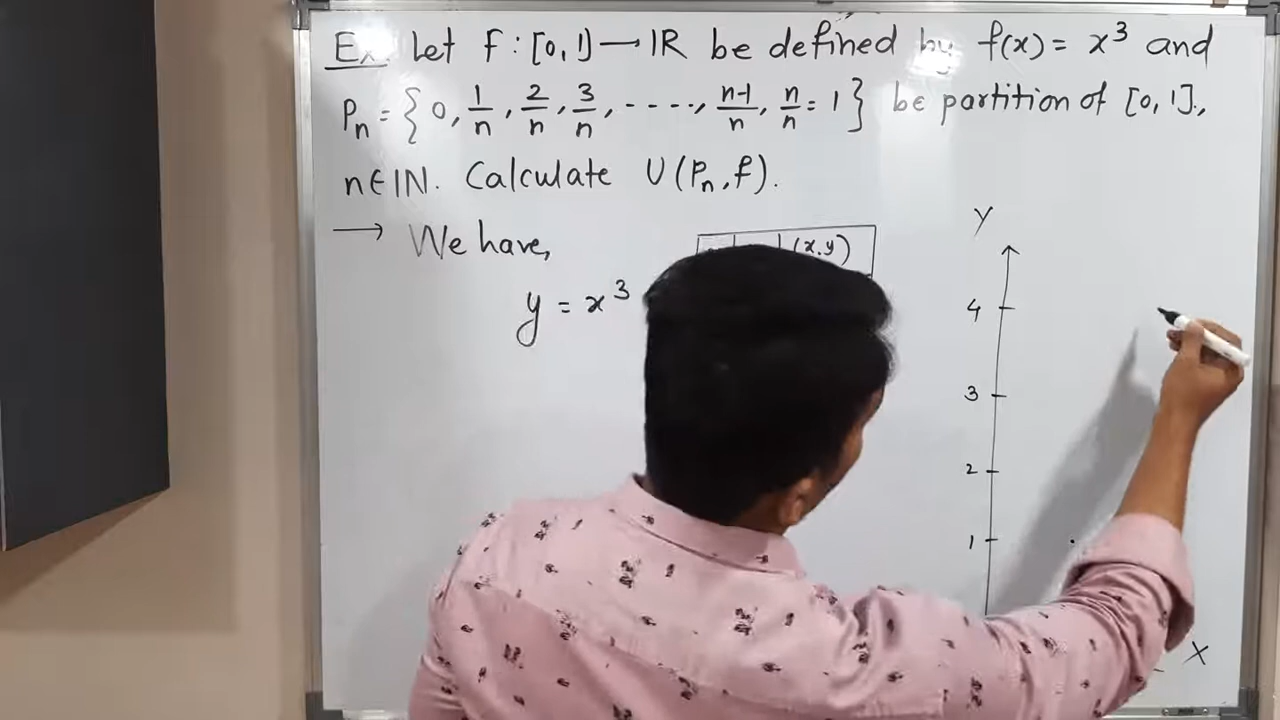 Ex. Let f : [0, 1] → IR be defined by f(x) = x³ and
Pₙ = { 0, 1/n, 2/n, 3/n, - - - -, n-1/n, n/n = 1 } be partition of [0, 1].,
n ∈ IN. Calculate U(Pₙ, f).
→ We have,
y = x³
(x,y)
Y
4
3
2
1
X